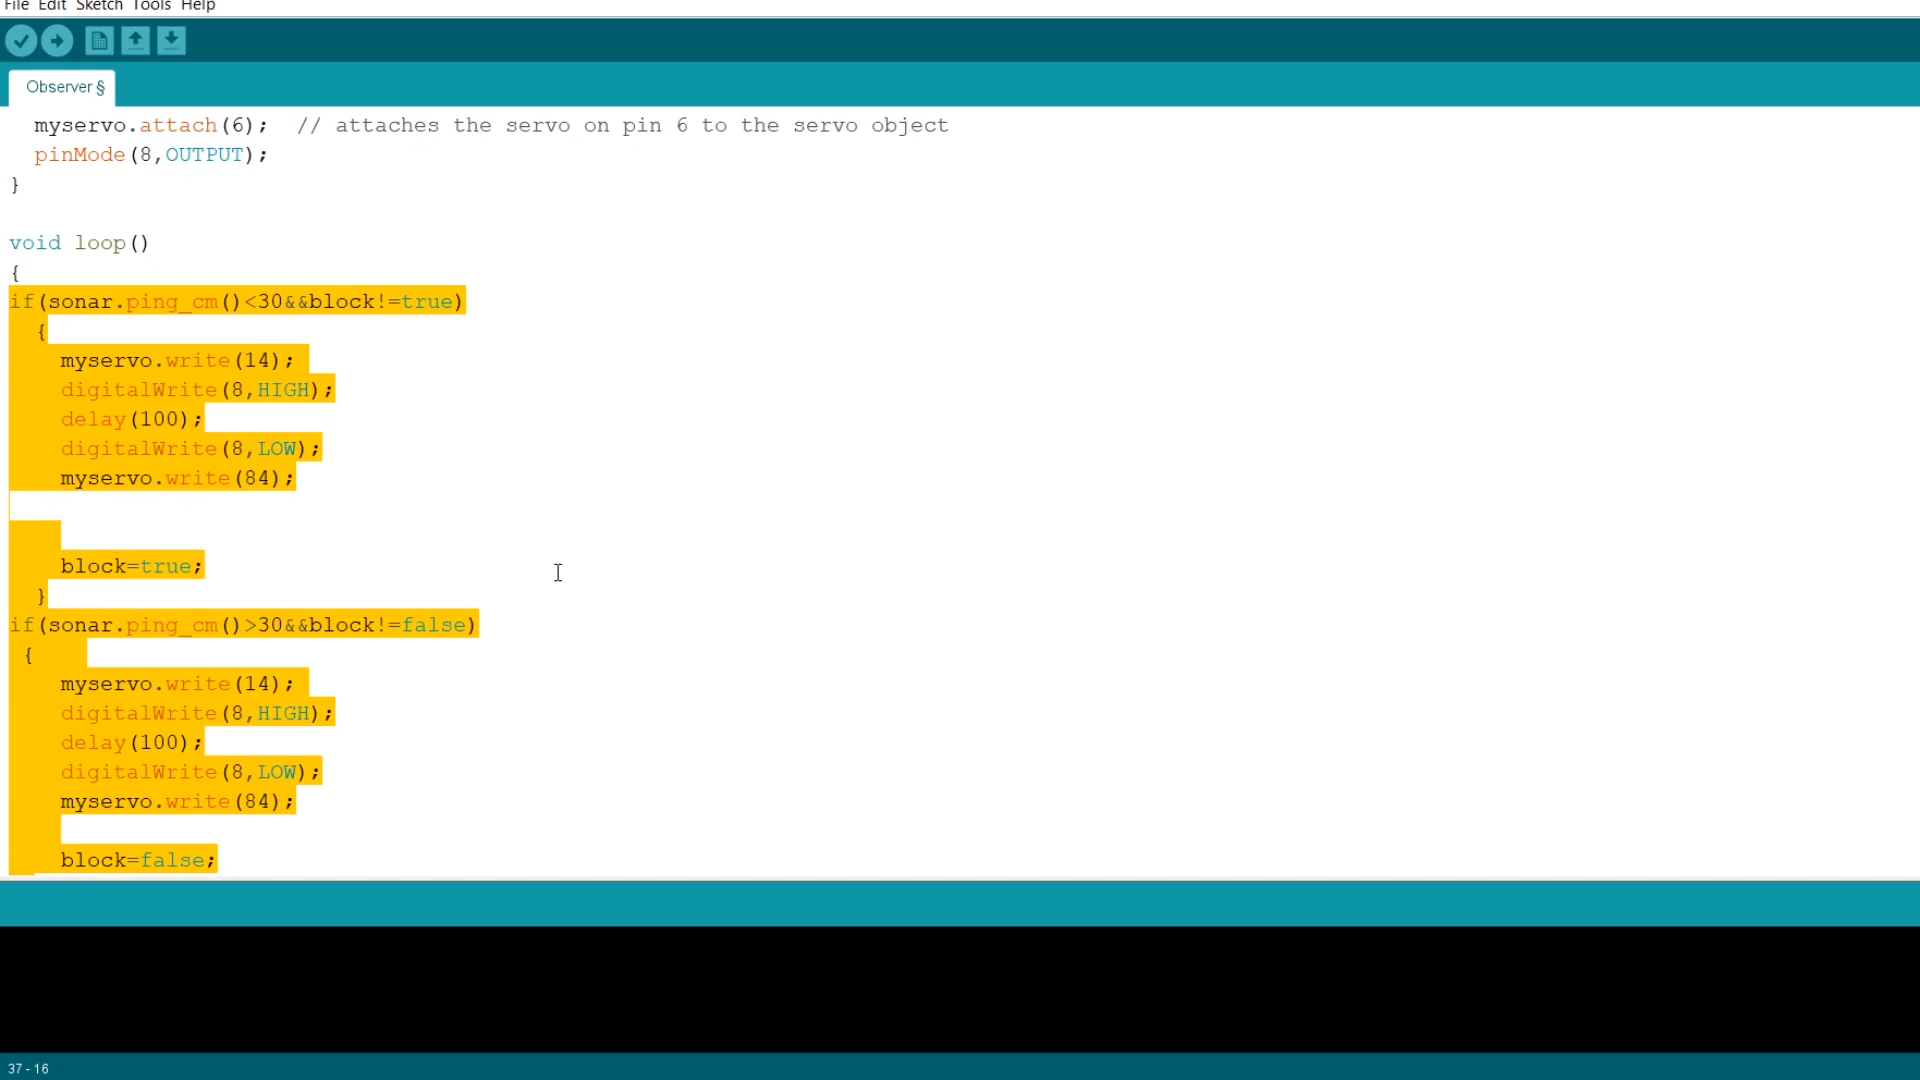 File Edit Sketch Tools Help
Observer §
myservo.attach(6);  // attaches the servo on pin 6 to the servo object
pinMode(8,OUTPUT);
}
void loop()
{
if(sonar.ping_cm()<30&&block!=true)
{
myservo.write(14);
digitalWrite(8,HIGH);
delay(100);
digitalWrite(8,LOW);
myservo.write(84);
block=true;
}
if(sonar.ping_cm()>30&&block!=false)
{
myservo.write(14);
digitalWrite(8,HIGH);
delay(100);
digitalWrite(8,LOW);
myservo.write(84);
block=false;
37 - 16